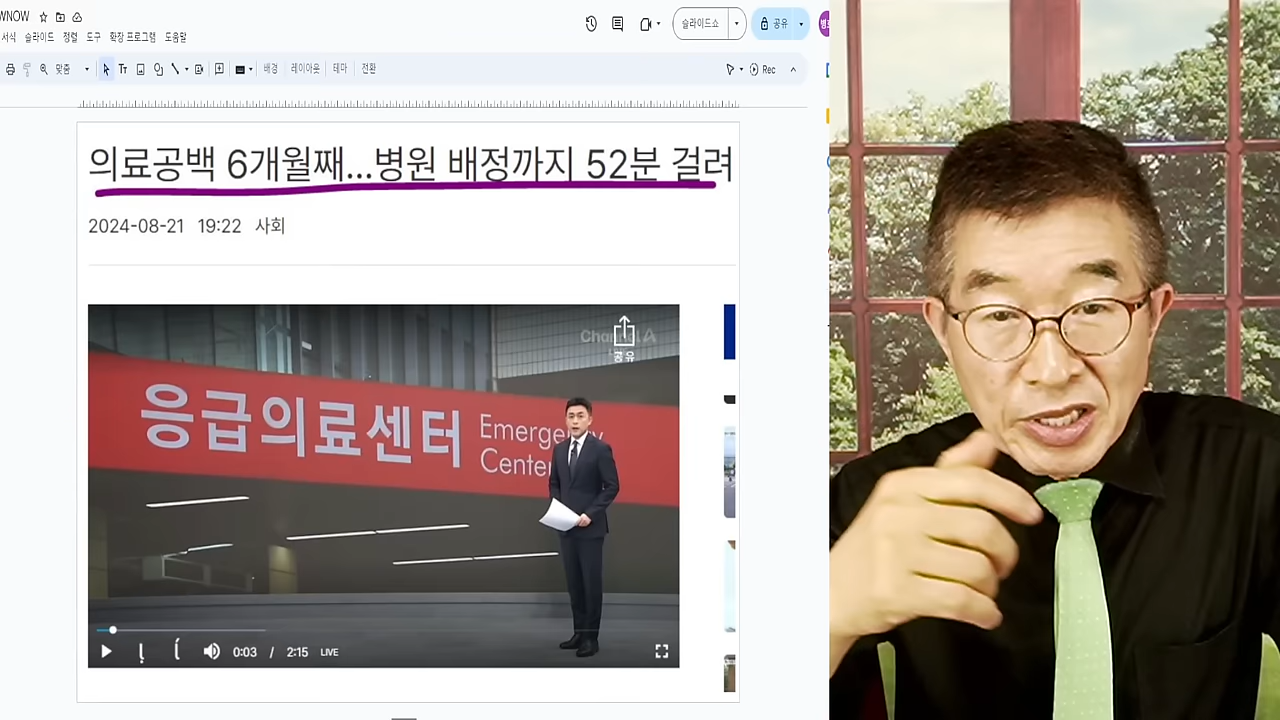 WNOW
서식 슬라이드 정렬 도구 확장 프로그램 도움말
슬라이드쇼
공유
맞춤
배경 레이아웃 테마 전환
Rec
의료공백 6개월째...병원 배정까지 52분 걸려
2024-08-21 19:22 사회
공유
응급의료센터
Emergency
Center
0:03 / 2:15 LIVE